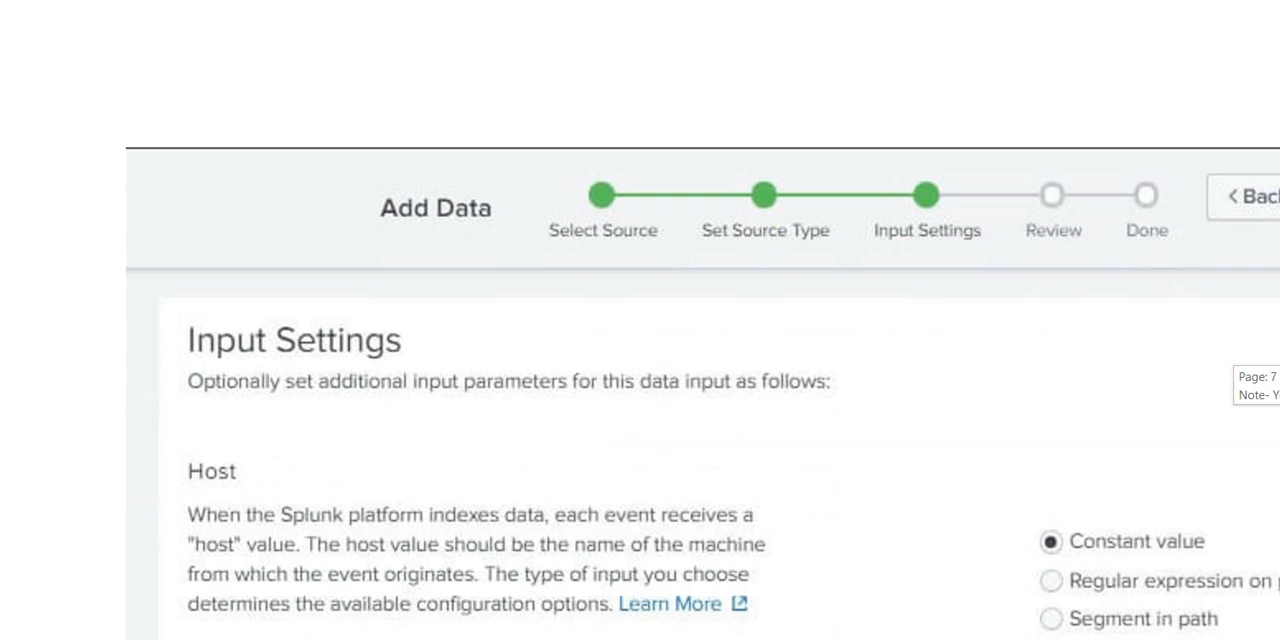 Add Data
Select Source
Set Source Type
Input Settings
Review
Done
< Back
Input Settings
Optionally set additional input parameters for this data input as follows:
Page: 7
Note-
Host
When the Splunk platform indexes data, each event receives a
"host" value. The host value should be the name of the machine
from which the event originates. The type of input you choose
determines the available configuration options. Learn More
Constant value
Regular expression on
Segment in path